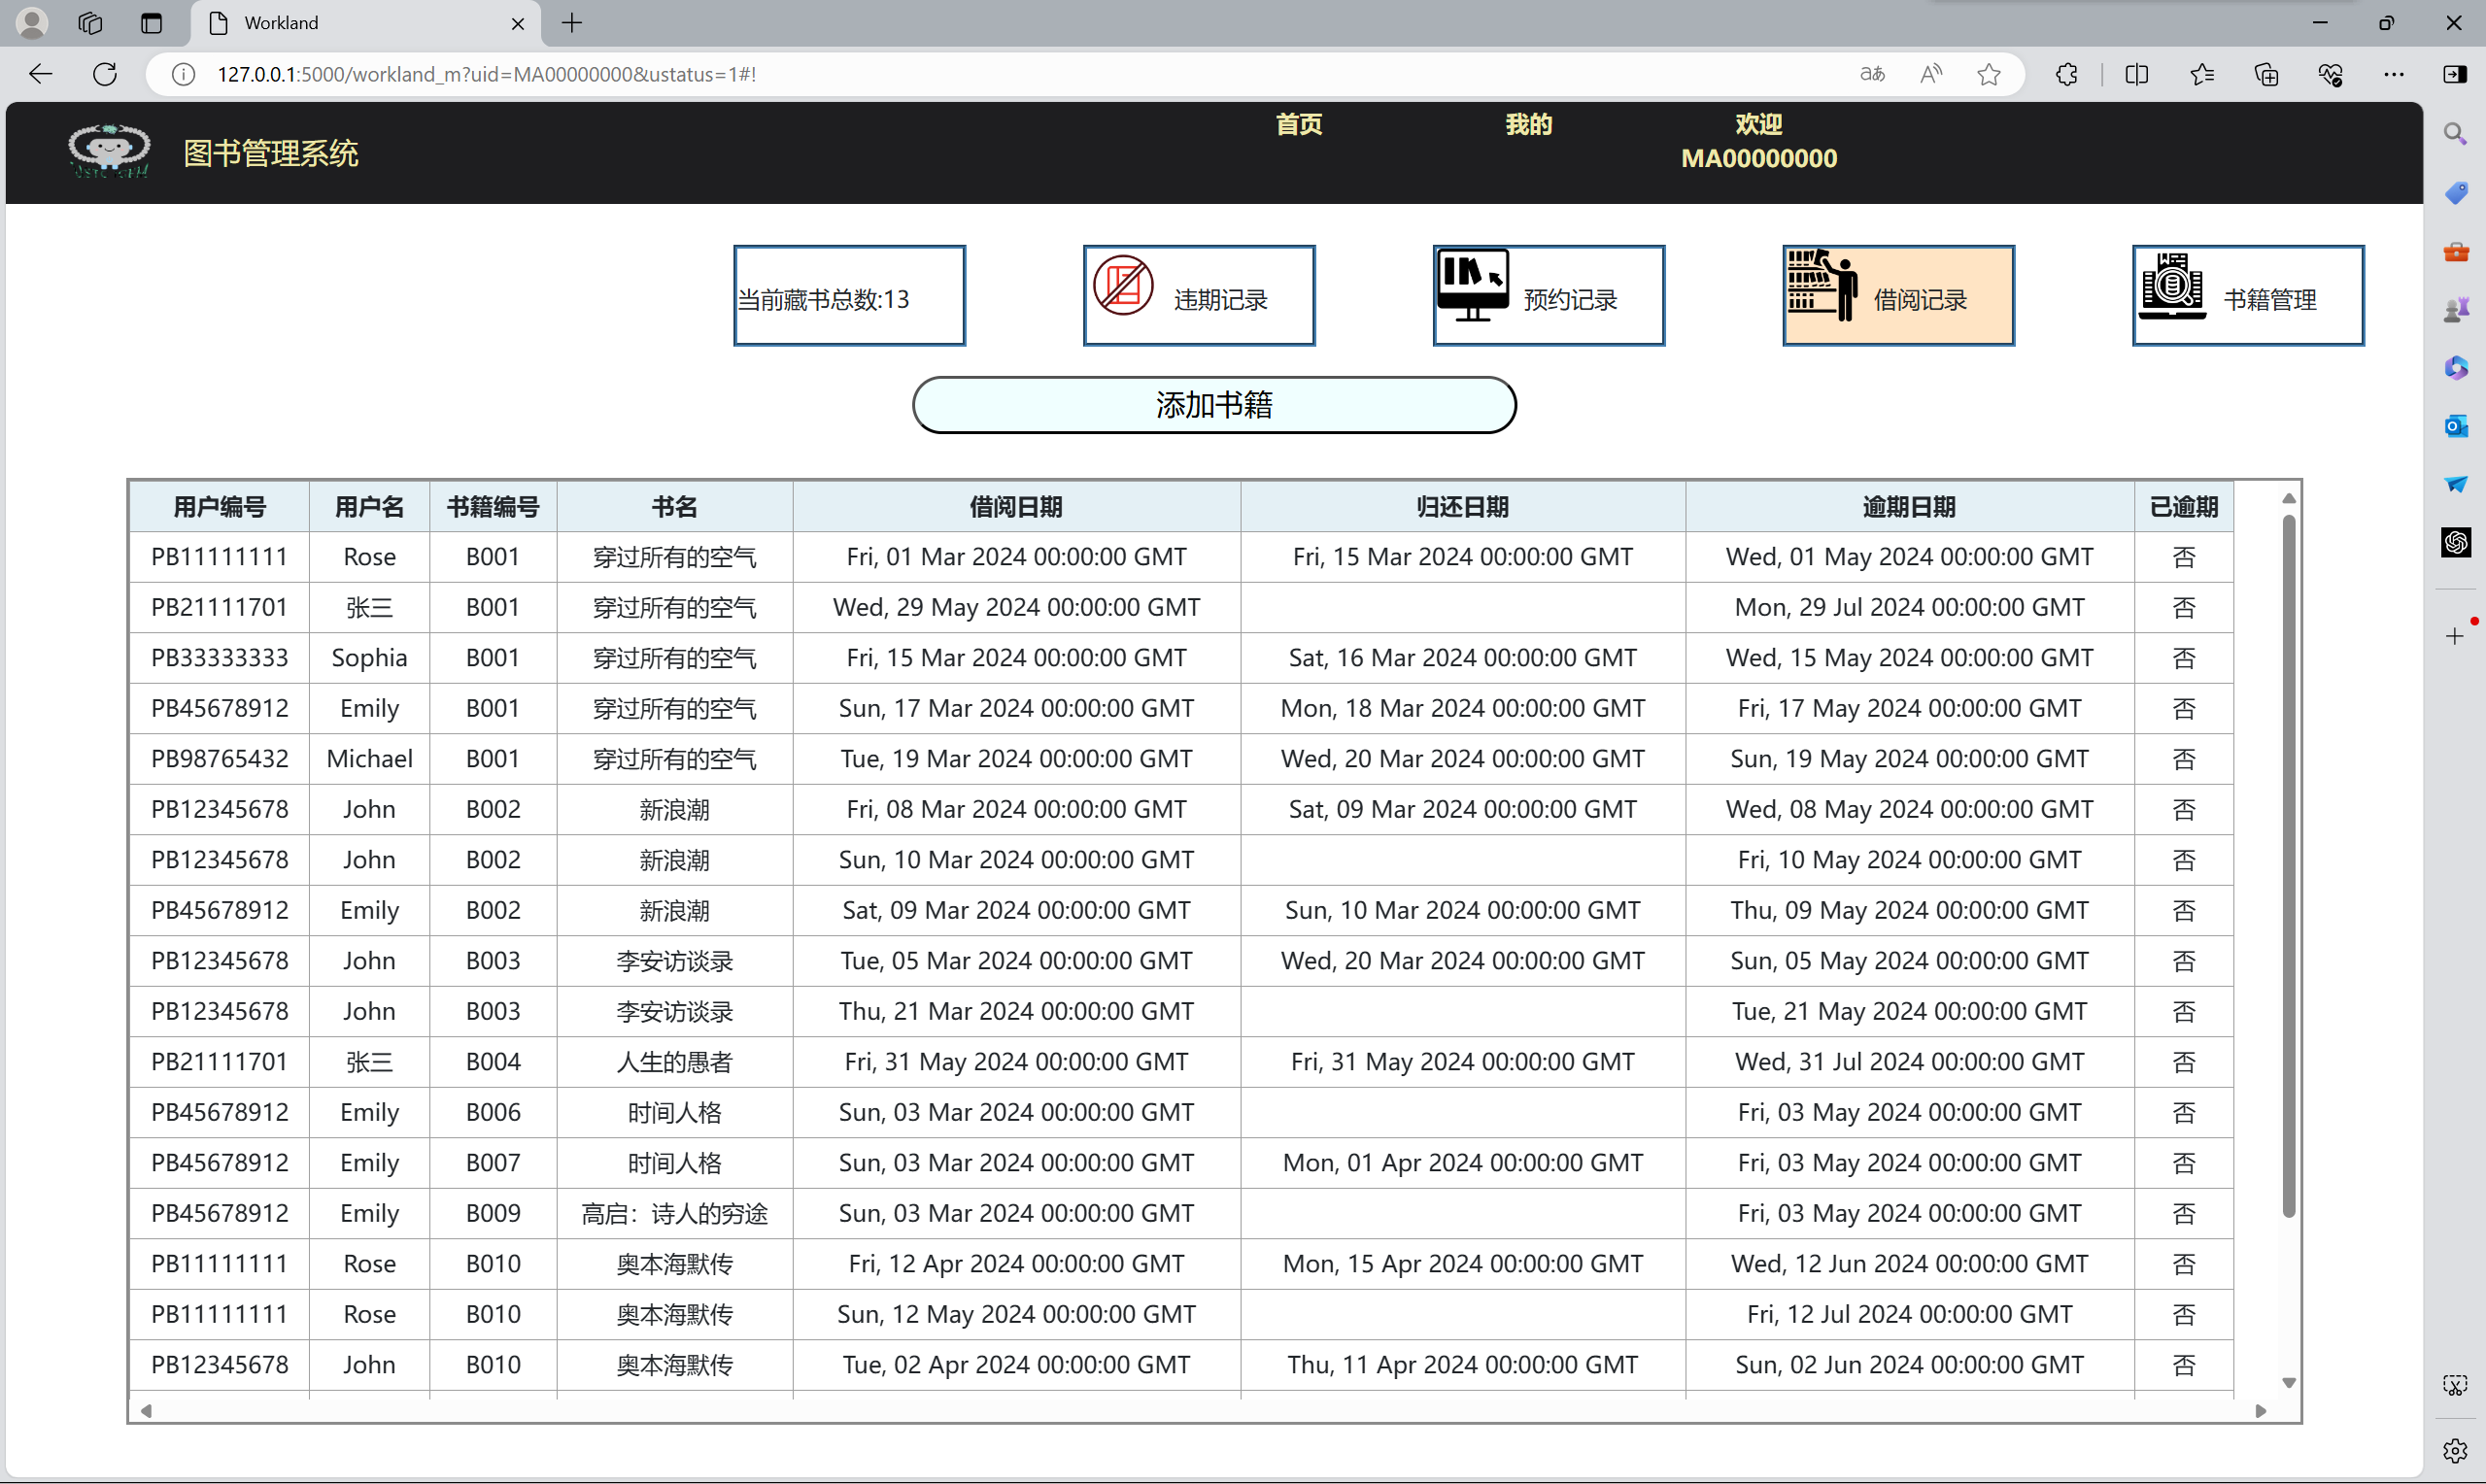 Workland
127.0.0.1:5000/workland_m?uid=MA00000000&ustatus=1#!
图书管理系统
首页 我的 欢迎
MA00000000
当前藏书总数:13 违期记录 预约记录 借阅记录 书籍管理
添加书籍
用户编号 用户名 书籍编号 书名 借阅日期 归还日期 逾期日期 已逾期
PB11111111 Rose B001 穿过所有的空气 Fri, 01 Mar 2024 00:00:00 GMT Fri, 15 Mar 2024 00:00:00 GMT Wed, 01 May 2024 00:00:00 GMT 否
PB21111701 张三 B001 穿过所有的空气 Wed, 29 May 2024 00:00:00 GMT Mon, 29 Jul 2024 00:00:00 GMT 否
PB33333333 Sophia B001 穿过所有的空气 Fri, 15 Mar 2024 00:00:00 GMT Sat, 16 Mar 2024 00:00:00 GMT Wed, 15 May 2024 00:00:00 GMT 否
PB45678912 Emily B001 穿过所有的空气 Sun, 17 Mar 2024 00:00:00 GMT Mon, 18 Mar 2024 00:00:00 GMT Fri, 17 May 2024 00:00:00 GMT 否
PB98765432 Michael B001 穿过所有的空气 Tue, 19 Mar 2024 00:00:00 GMT Wed, 20 Mar 2024 00:00:00 GMT Sun, 19 May 2024 00:00:00 GMT 否
PB12345678 John B002 新浪潮 Fri, 08 Mar 2024 00:00:00 GMT Sat, 09 Mar 2024 00:00:00 GMT Wed, 08 May 2024 00:00:00 GMT 否
PB12345678 John B002 新浪潮 Sun, 10 Mar 2024 00:00:00 GMT Fri, 10 May 2024 00:00:00 GMT 否
PB45678912 Emily B002 新浪潮 Sat, 09 Mar 2024 00:00:00 GMT Sun, 10 Mar 2024 00:00:00 GMT Thu, 09 May 2024 00:00:00 GMT 否
PB12345678 John B003 李安访谈录 Tue, 05 Mar 2024 00:00:00 GMT Wed, 20 Mar 2024 00:00:00 GMT Sun, 05 May 2024 00:00:00 GMT 否
PB12345678 John B003 李安访谈录 Thu, 21 Mar 2024 00:00:00 GMT Tue, 21 May 2024 00:00:00 GMT 否
PB21111701 张三 B004 人生的愚者 Fri, 31 May 2024 00:00:00 GMT Fri, 31 May 2024 00:00:00 GMT Wed, 31 Jul 2024 00:00:00 GMT 否
PB45678912 Emily B006 时间人格 Sun, 03 Mar 2024 00:00:00 GMT Fri, 03 May 2024 00:00:00 GMT 否
PB45678912 Emily B007 时间人格 Sun, 03 Mar 2024 00:00:00 GMT Mon, 01 Apr 2024 00:00:00 GMT Fri, 03 May 2024 00:00:00 GMT 否
PB45678912 Emily B009 高启：诗人的穷途 Sun, 03 Mar 2024 00:00:00 GMT Fri, 03 May 2024 00:00:00 GMT 否
PB11111111 Rose B010 奥本海默传 Fri, 12 Apr 2024 00:00:00 GMT Mon, 15 Apr 2024 00:00:00 GMT Wed, 12 Jun 2024 00:00:00 GMT 否
PB11111111 Rose B010 奥本海默传 Sun, 12 May 2024 00:00:00 GMT Fri, 12 Jul 2024 00:00:00 GMT 否
PB12345678 John B010 奥本海默传 Tue, 02 Apr 2024 00:00:00 GMT Thu, 11 Apr 2024 00:00:00 GMT Sun, 02 Jun 2024 00:00:00 GMT 否